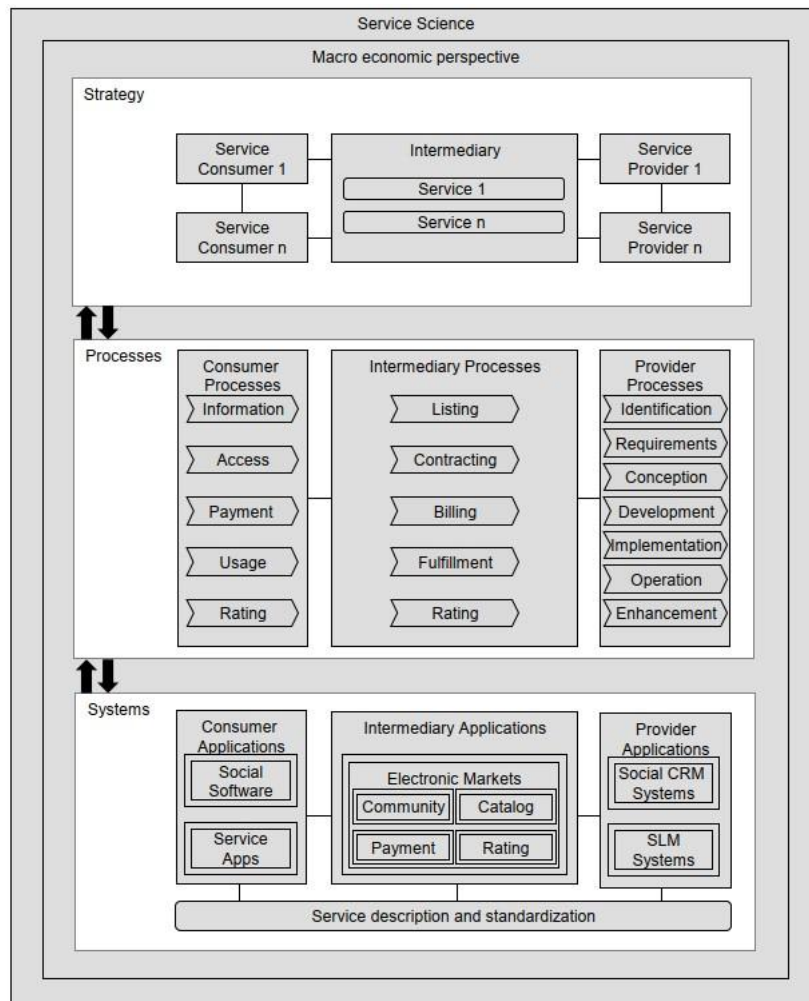 Service Science
Macro economic perspective
Strategy
Service
Consumer 1
Intermediary
Service
Provider 1
Service 1
Service n
Service
Consumer n
Service
Provider n
Processes
Consumer
Processes
Information
Access
Payment
Usage
Rating
Intermediary Processes
Listing
Contracting
Billing
Fulfillment
Rating
Provider
Processes
Identification
Requirements
Conception
Development
Implementation
Operation
Enhancement
Systems
Consumer
Applications
Social
Software
Service
Apps
Intermediary Applications
Electronic Markets
Community
Catalog
Payment
Rating
Provider
Applications
Social CRM
Systems
SLM
Systems
Service description and standardization